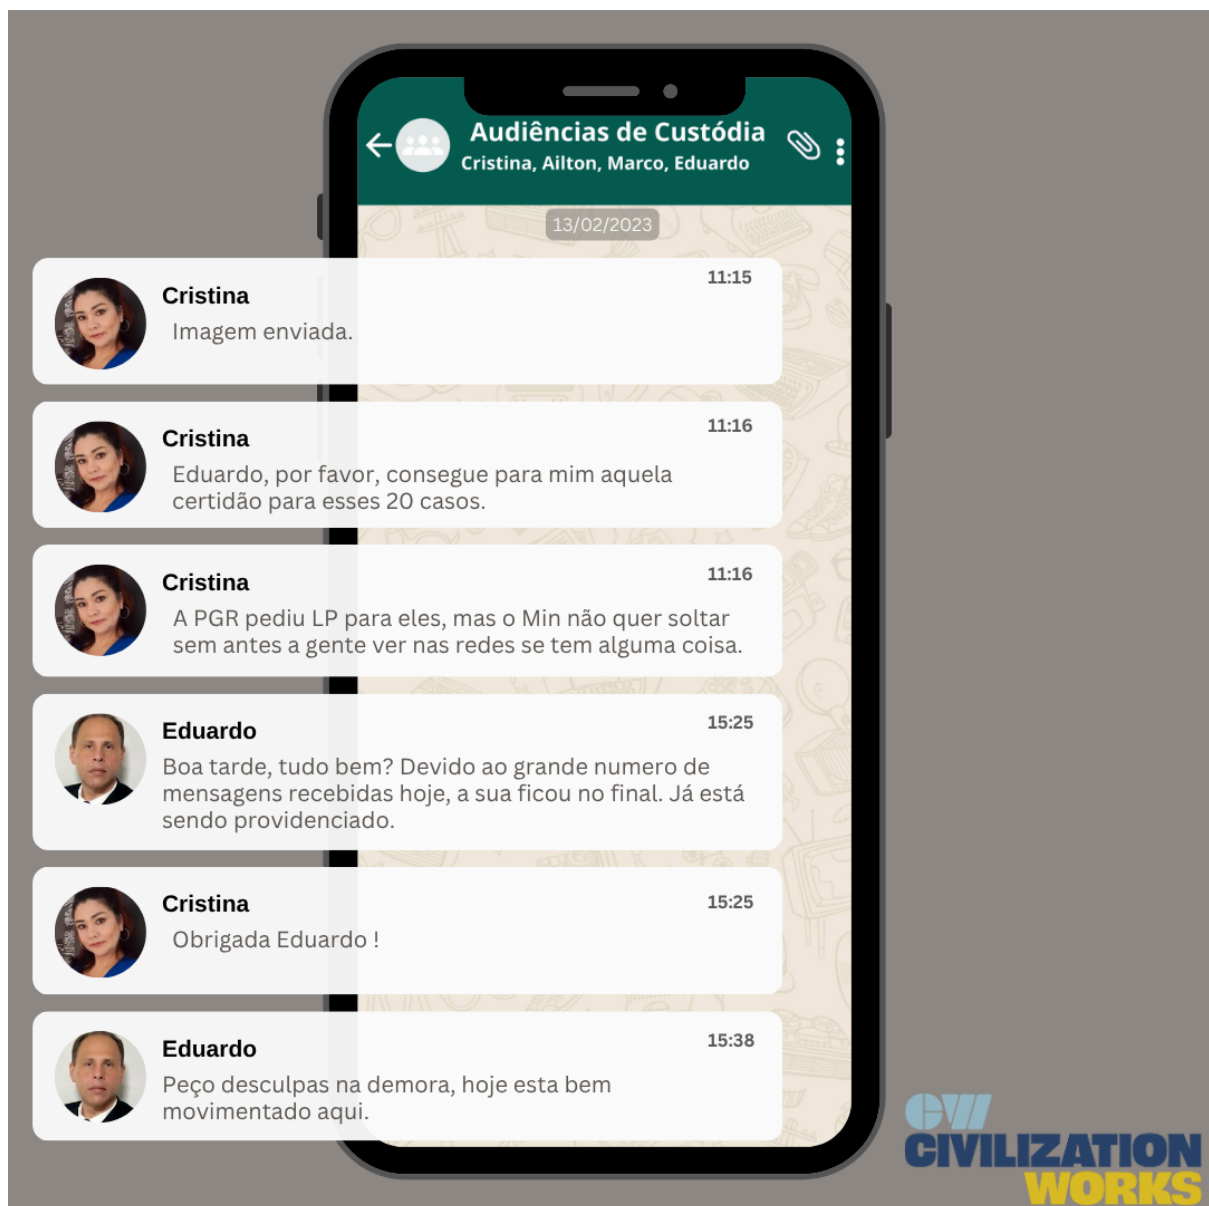 Audiências de Custódia
Cristina, Ailton, Marco, Eduardo
13/02/2023
Cristina
11:15
Imagem enviada.
Cristina
11:16
Eduardo, por favor, consegue para mim aquela
certidão para esses 20 casos.
Cristina
11:16
A PGR pediu LP para eles, mas o Min não quer soltar
sem antes a gente ver nas redes se tem alguma coisa.
Eduardo
15:25
Boa tarde, tudo bem? Devido ao grande numero de
mensagens recebidas hoje, a sua ficou no final. Já está
sendo providenciado.
Cristina
15:25
Obrigada Eduardo !
Eduardo
15:38
Peço desculpas na demora, hoje esta bem
movimentado aqui.
CW
CIVILIZATION
WORKS